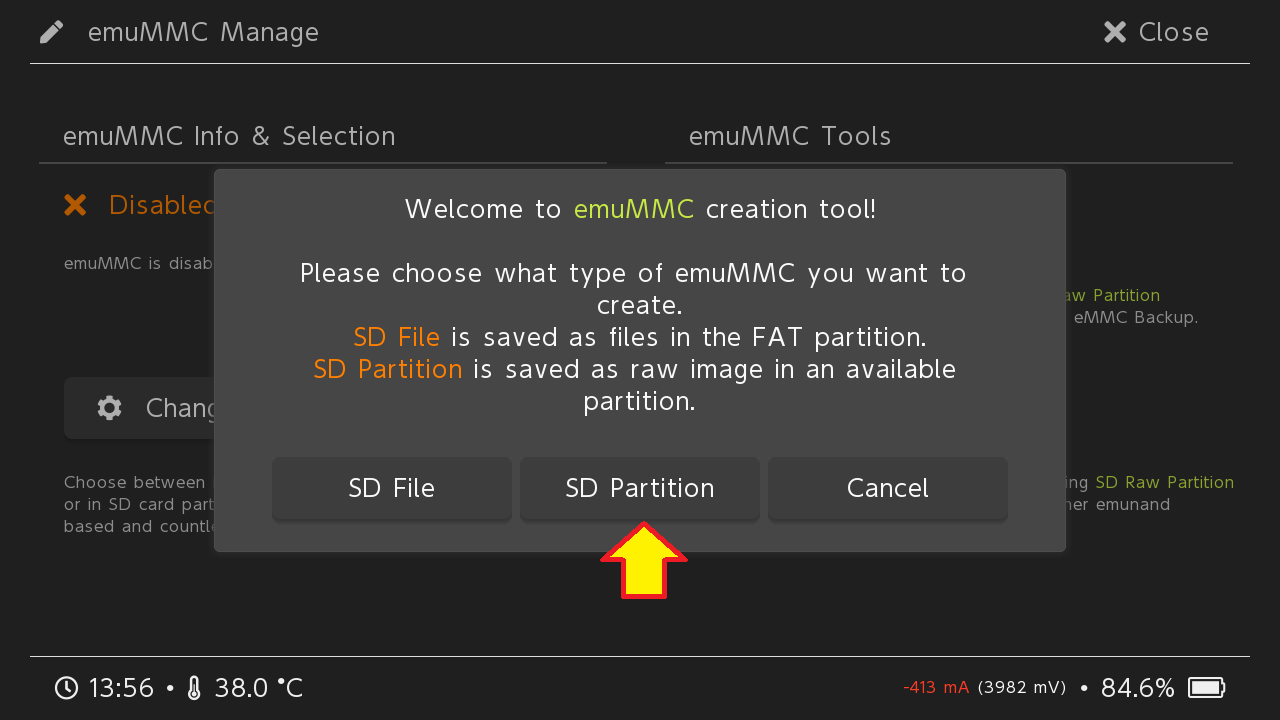 emuMMC Manage
Close
emuMMC Info & Selection
emuMMC Tools
Disabled
emuMMC is disab
Welcome to emuMMC creation tool!
Please choose what type of emuMMC you want to
create.
SD File is saved as files in the FAT partition.
SD Partition is saved as raw image in an available
partition.
aw Partition
eMMC Backup.
Chang
SD File
SD Partition
Cancel
Choose between
or in SD card part
based and countle
ing SD Raw Partition
her emunand
13:56 • 38.0 °C
-413 mA (3982 mV) • 84.6%